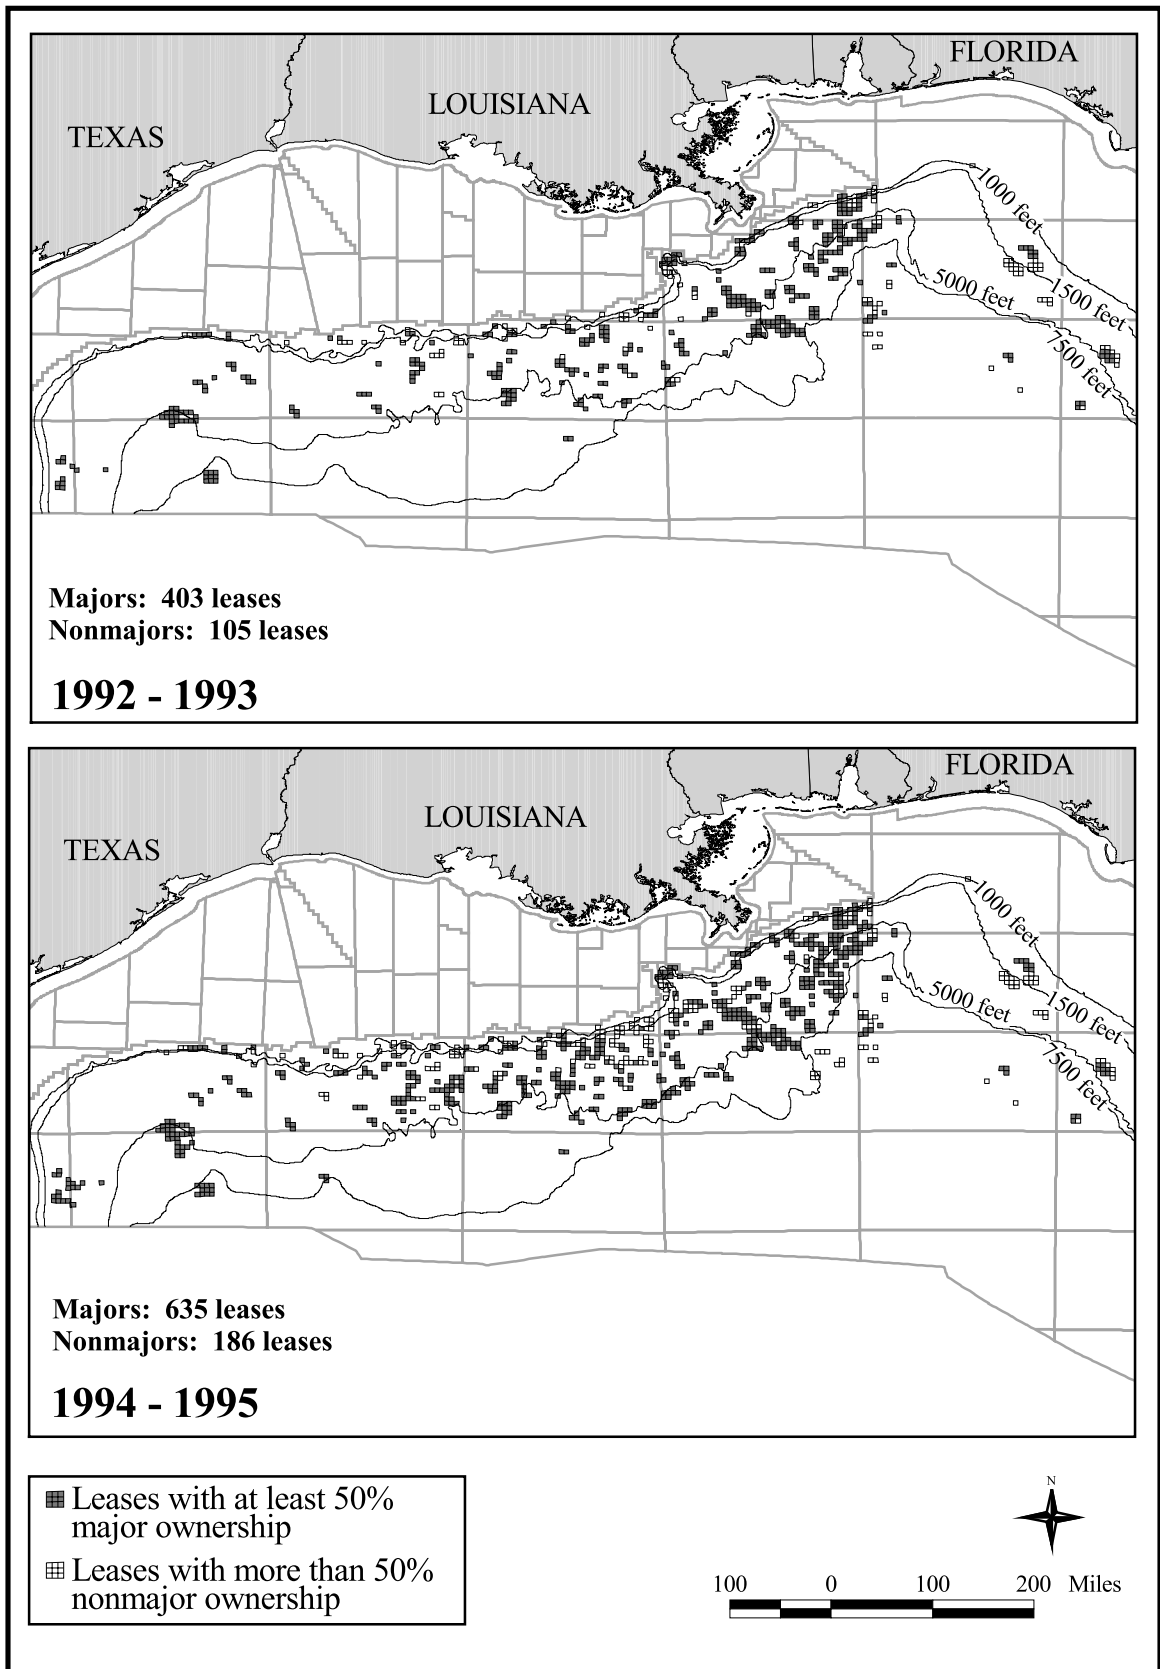 FLORIDA
LOUISIANA
TEXAS
1000 feet
5000 feet
1500 feet
7500 feet
Majors: 403 leases
Nonmajors: 105 leases
1992 - 1993
FLORIDA
LOUISIANA
TEXAS
1000 feet
5000 feet
1500 feet
7500 feet
Majors: 635 leases
Nonmajors: 186 leases
1994 - 1995
Leases with at least 50%
major ownership
Leases with more than 50%
nonmajor ownership
N
100 0 100 200 Miles